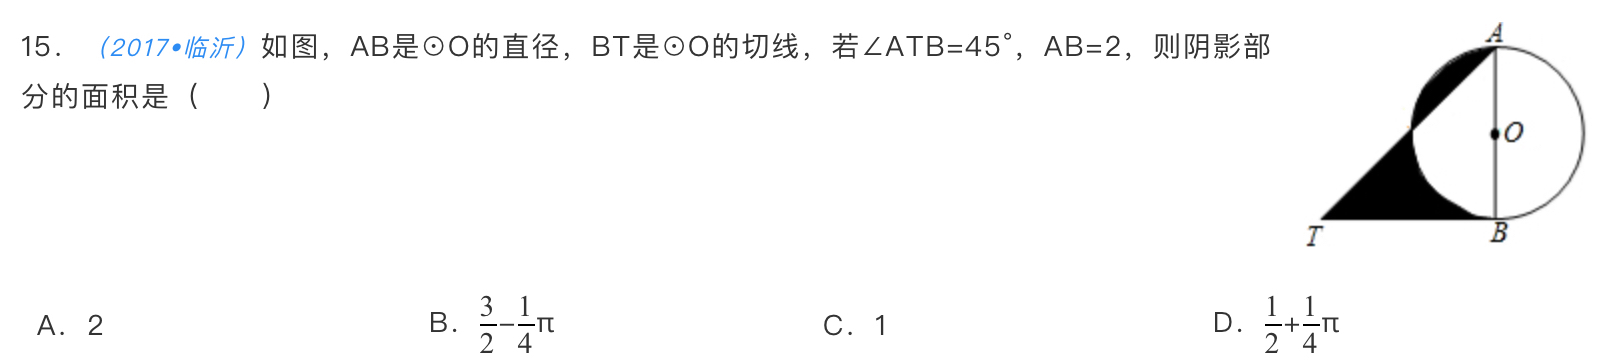 15. （2017•临沂）如图，AB是⊙O的直径，BT是⊙O的切线，若∠ATB=45°，AB=2，则阴影部
分的面积是（　　）
A
O
T
B
A. 2 B. 3/2−1/4π C. 1 D. 1/2+1/4π